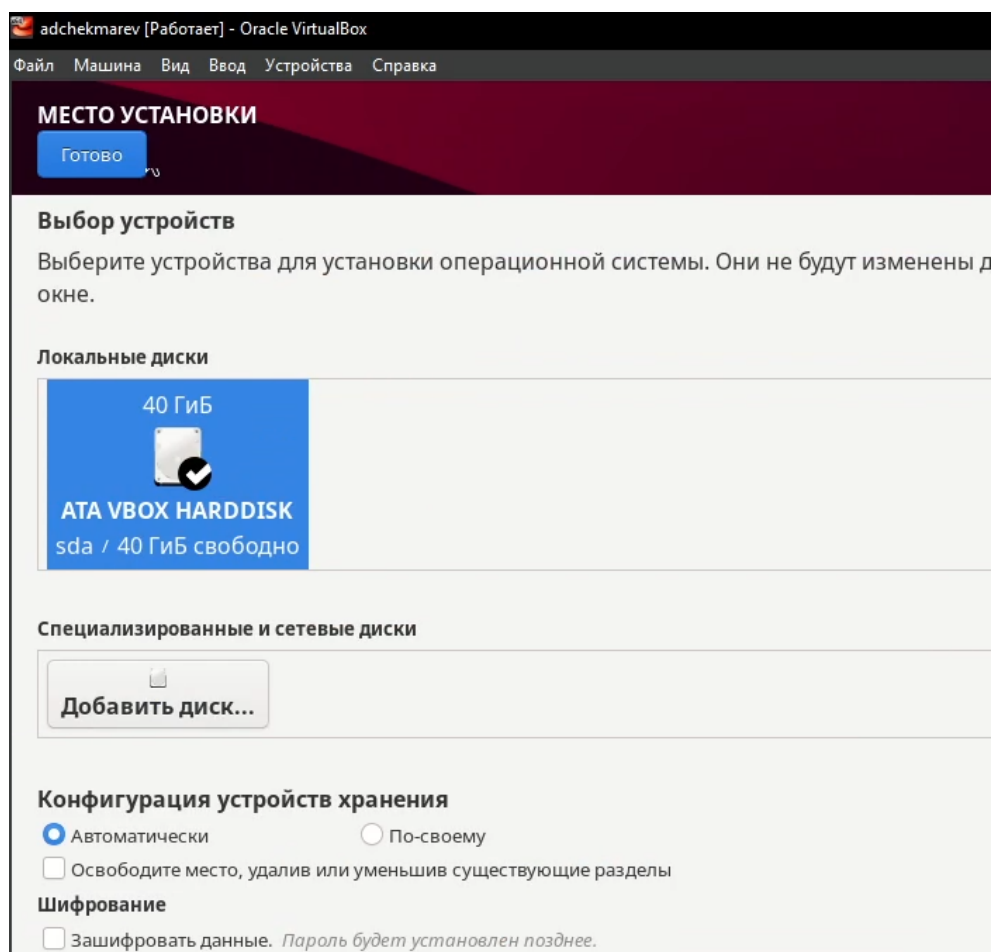 adchekmarev [Работает] - Oracle VirtualBox
Файл Машина Вид Ввод Устройства Справка
МЕСТО УСТАНОВКИ
Готово
Выбор устройств
Выберите устройства для установки операционной системы. Они не будут изменены д
окне.
Локальные диски
40 ГиБ
ATA VBOX HARDDISK
sda / 40 ГиБ свободно
Специализированные и сетевые диски
Добавить диск...
Конфигурация устройств хранения
Автоматически По-своему
Освободите место, удалив или уменьшив существующие разделы
Шифрование
Зашифровать данные. Пароль будет установлен позднее.